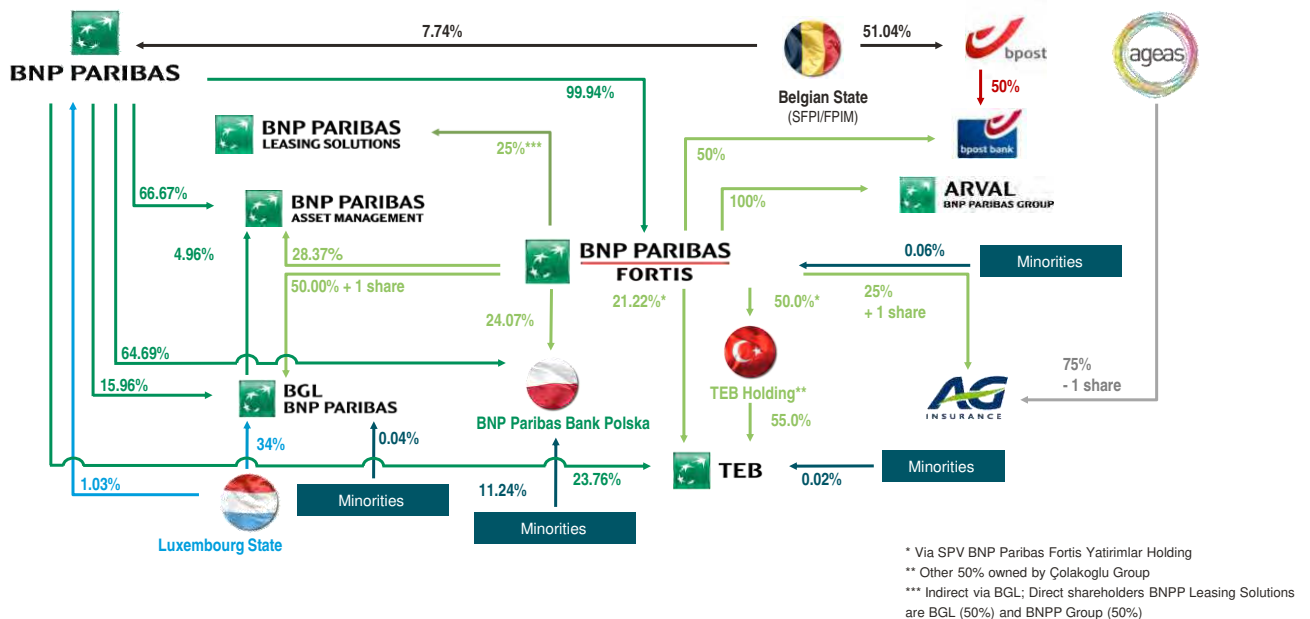 7.74%
51.04%
BNP PARIBAS
bpost
ageas
99.94%
50%
Belgian State
(SFPI/FPIM)
BNP PARIBAS
LEASING SOLUTIONS
25%***
50%
bpost bank
66.67%
BNP PARIBAS
ASSET MANAGEMENT
100%
ARVAL
BNP PARIBAS GROUP
4.96%
28.37%
BNP PARIBAS
FORTIS
0.06%
Minorities
50.00% + 1 share
21.22%*
50.0%*
25%
+ 1 share
24.07%
64.69%
15.96%
BGL
BNP PARIBAS
BNP Paribas Bank Polska
TEB Holding**
AG
INSURANCE
75%
- 1 share
55.0%
34%
0.04%
1.03%
Minorities
11.24%
23.76%
TEB
0.02%
Minorities
Minorities
Luxembourg State
* Via SPV BNP Paribas Fortis Yatirimlar Holding
** Other 50% owned by Çolakoglu Group
*** Indirect via BGL; Direct shareholders BNPP Leasing Solutions
are BGL (50%) and BNPP Group (50%)